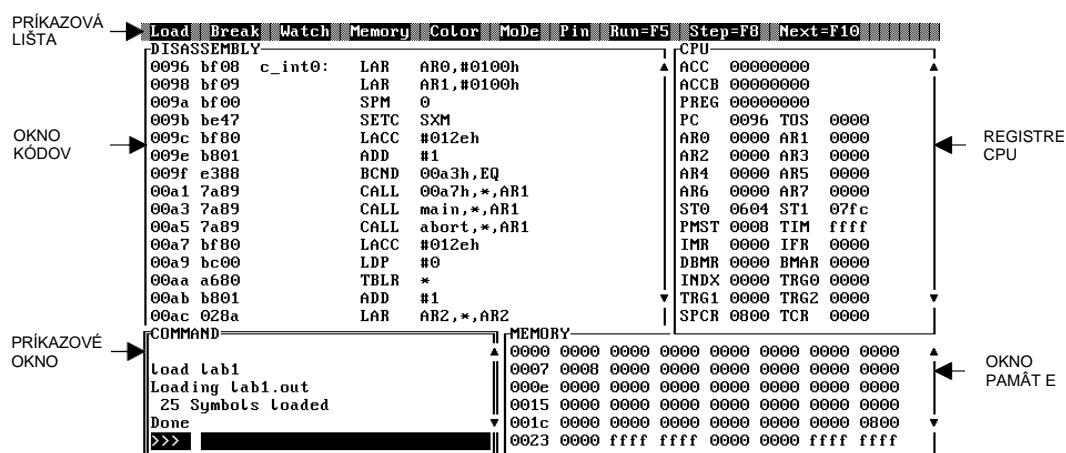 PRÍKAZOVÁ
LIŠTA
Load Break Watch Memory Color MoDe Pin Run=F5 Step=F8 Next=F10
DISASSEMBLY
0096 bf08 c_int0: LAR AR0,#0100h
0098 bf09 LAR AR1,#0100h
009a bf00 SPM 0
009b be47 SETC SXM
009c bf80 LACC #012eh
009e b801 ADD #1
009f e388 BCND 00a3h,EQ
00a1 7a89 CALL 00a7h,*,AR1
00a3 7a89 CALL main,*,AR1
00a5 7a89 CALL abort,*,AR1
00a7 bf80 LACC #012eh
00a9 bc00 LDP #0
00aa a680 TBLR *
00ab b801 ADD #1
00ac 028a LAR AR2,*,AR2
OKNO
KÓDOV
CPU
ACC 00000000
ACCB 00000000
PREG 00000000
PC 0096 TOS 0000
AR0 0000 AR1 0000
AR2 0000 AR3 0000
AR4 0000 AR5 0000
AR6 0000 AR7 0000
ST0 0604 ST1 07fc
PMST 0008 TIM ffff
IMR 0000 IFR 0000
DBMR 0000 BMAR 0000
INDX 0000 TRG0 0000
TRG1 0000 TRG2 0000
SPCR 0800 TCR 0000
REGISTRE
CPU
PRÍKAZOVÉ
OKNO
COMMAND
Load lab1
Loading lab1.out
25 Symbols loaded
Done
>>>
MEMORY
0000 0000 0000 0000 0000 0000 0000 0000
0007 0008 0000 0000 0000 0000 0000 0000
000e 0000 0000 0000 0000 0000 0000 0000
0015 0000 0000 0000 0000 0000 0000 0000
001c 0000 0000 0000 0000 0000 0000 0800
0023 0000 ffff ffff 0000 0000 ffff ffff
OKNO
PAMÂT E